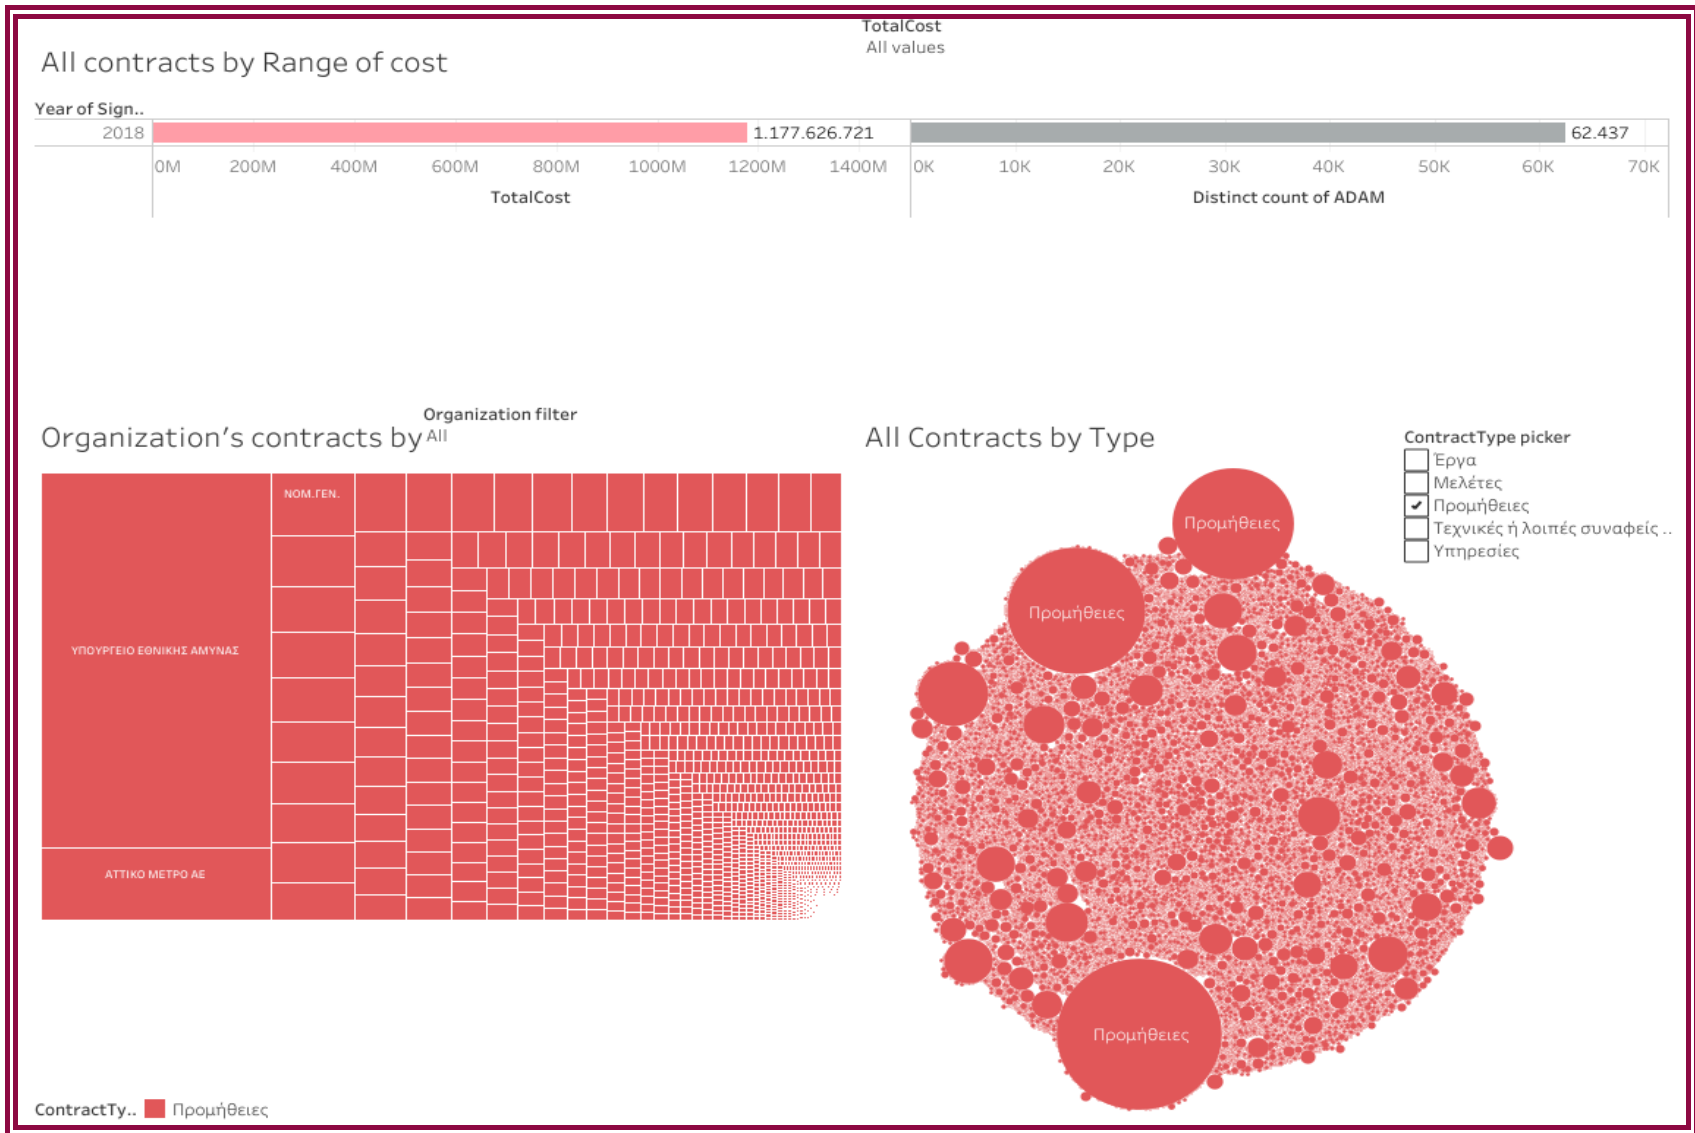 TotalCost
All values
All contracts by Range of cost
Year of Sign..
2018 1.177.626.721 62.437
0M 200M 400M 600M 800M 1000M 1200M 1400M 0K 10K 20K 30K 40K 50K 60K 70K
TotalCost Distinct count of ADAM
Organization filter
Organization's contracts by All
ΝΟΜ.ΓΕΝ.
ΥΠΟΥΡΓΕΙΟ ΕΘΝΙΚΗΣ ΑΜΥΝΑΣ
ΑΤΤΙΚΟ ΜΕΤΡΟ ΑΕ
All Contracts by Type
ContractType picker
Έργα
Μελέτες
Προμήθειες
Τεχνικές ή λοιπές συναφείς ..
Υπηρεσίες
Προμήθειες
Προμήθειες
Προμήθειες
ContractTy.. Προμήθειες